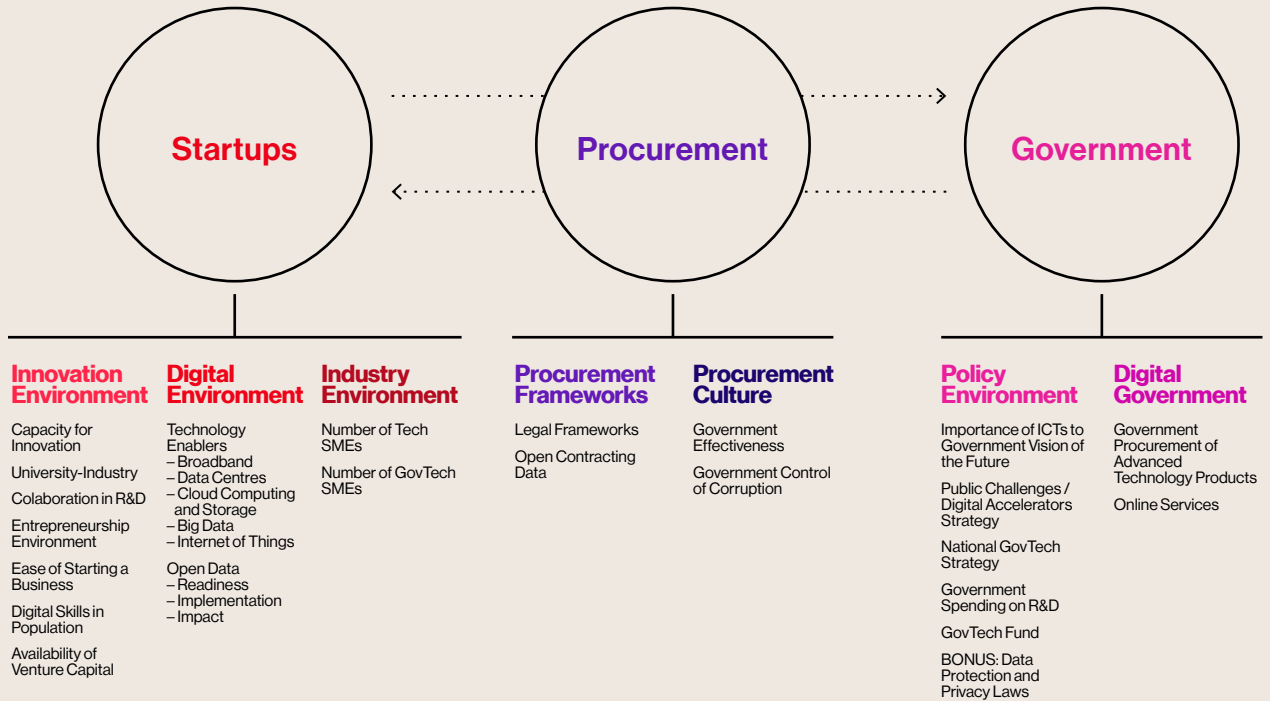 Startups
Procurement
Government
Innovation
Environment
Capacity for
Innovation
University-Industry
Colaboration in R&D
Entrepreneurship
Environment
Ease of Starting a
Business
Digital Skills in
Population
Availability of
Venture Capital
Digital
Environment
Technology
Enablers
– Broadband
– Data Centres
– Cloud Computing
and Storage
– Big Data
– Internet of Things
Open Data
– Readiness
– Implementation
– Impact
Industry
Environment
Number of Tech
SMEs
Number of GovTech
SMEs
Procurement
Frameworks
Legal Frameworks
Open Contracting
Data
Procurement
Culture
Government
Effectiveness
Government Control
of Corruption
Policy
Environment
Importance of ICTs to
Government Vision of
the Future
Public Challenges /
Digital Accelerators
Strategy
National GovTech
Strategy
Government
Spending on R&D
GovTech Fund
BONUS: Data
Protection and
Privacy Laws
Digital
Government
Government
Procurement of
Advanced
Technology Products
Online Services